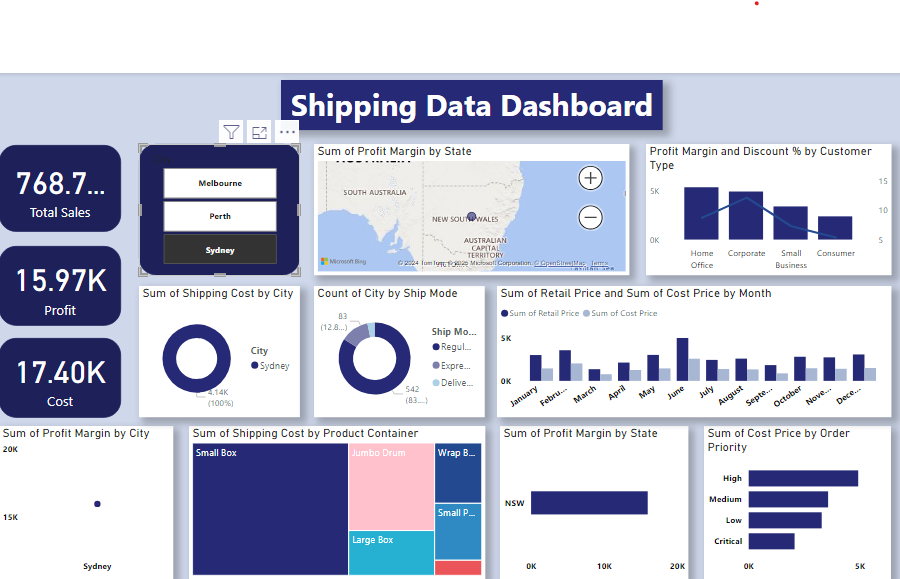 Shipping Data Dashboard
768.7...
Total Sales
15.97K
Profit
17.40K
Cost
Melbourne
Perth
Sydney
Sum of Profit Margin by State
SOUTH AUSTRALIA
NEW SOUTH WALES
AUSTRALIAN
CAPITAL
TERRITORY
Microsoft Bing
© 2024 TomTom, © 2025 Microsoft Corporation, © OpenStreetMap Terms
Profit Margin and Discount % by Customer
Type
5K
0K
15
10
5
Home
Office
Corporate
Small
Business
Consumer
Sum of Shipping Cost by City
City
Sydney
4.14K
(100%)
Count of City by Ship Mode
83
(12.8...)
542
(83....)
Ship Mo...
Regul...
Expre...
Delive...
Sum of Retail Price and Sum of Cost Price by Month
Sum of Retail Price
Sum of Cost Price
5K
0K
January
Febru...
March
April
May
June
July
August
Septe...
October
Nove...
Dece...
Sum of Profit Margin by City
20K
15K
Sydney
Sum of Shipping Cost by Product Container
Small Box
Jumbo Drum
Large Box
Wrap B...
Small P...
Sum of Profit Margin by State
NSW
0K
10K
20K
Sum of Cost Price by Order
Priority
High
Medium
Low
Critical
0K
5K